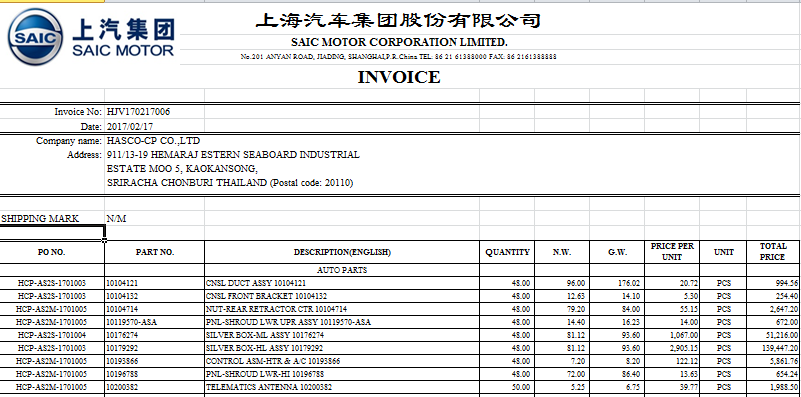 上海汽车集团股份有限公司
SAIC 上汽集团
SAIC MOTOR
SAIC MOTOR CORPORATION LIMITED.
No.201 ANYAN ROAD, JIADING, SHANGHAI,P.R.China TEL: 86 21 61388000 FAX: 86 2161388888
INVOICE
Invoice No: HJV170217006
Date: 2017/02/17
Company name: HASCO-CP CO.,LTD
Address: 911/13-19 HEMARAJ ESTERN SEABOARD INDUSTRIAL
ESTATE MOO 5, KAOKANSONG,
SRIRACHA CHONBURI THAILAND (Postal code: 20110)
SHIPPING MARK N/M
PO NO. PART NO. DESCRIPTION(ENGLISH) QUANTITY N.W. G.W. PRICE PER UNIT UNIT TOTAL PRICE
AUTO PARTS
HCP-AS2S-1701003 10104121 CNSL DUCT ASSY 10104121 48.00 96.00 176.02 20.72 PCS 994.56
HCP-AS2S-1701003 10104132 CNSL FRONT BRACKET 10104132 48.00 12.63 14.10 5.30 PCS 254.40
HCP-AS2M-1701005 10104714 NUT-REAR RETRACTOR CTR 10104714 48.00 79.20 84.00 55.15 PCS 2,647.20
HCP-AS2M-1701005 10119570-ASA PNL-SHROUD LWR UPR ASSY 10119570-ASA 48.00 14.40 16.23 14.00 PCS 672.00
HCP-AS2S-1701004 10176274 SILVER BOX-ML ASSY 10176274 48.00 81.12 93.60 1,067.00 PCS 51,216.00
HCP-AS2S-1701003 10179292 SILVER BOX-HL ASSY 10179292 48.00 81.12 93.60 2,905.15 PCS 139,447.20
HCP-AS2M-1701005 10193866 CONTROL ASM-HTR & A/C 10193866 48.00 7.20 8.20 122.12 PCS 5,861.76
HCP-AS2M-1701005 10196788 PNL-SHROUD LWR-HI 10196788 48.00 72.00 86.40 13.63 PCS 654.24
HCP-AS2M-1701005 10200382 TELEMATICS ANTENNA 10200382 50.00 5.25 6.75 39.77 PCS 1,988.50